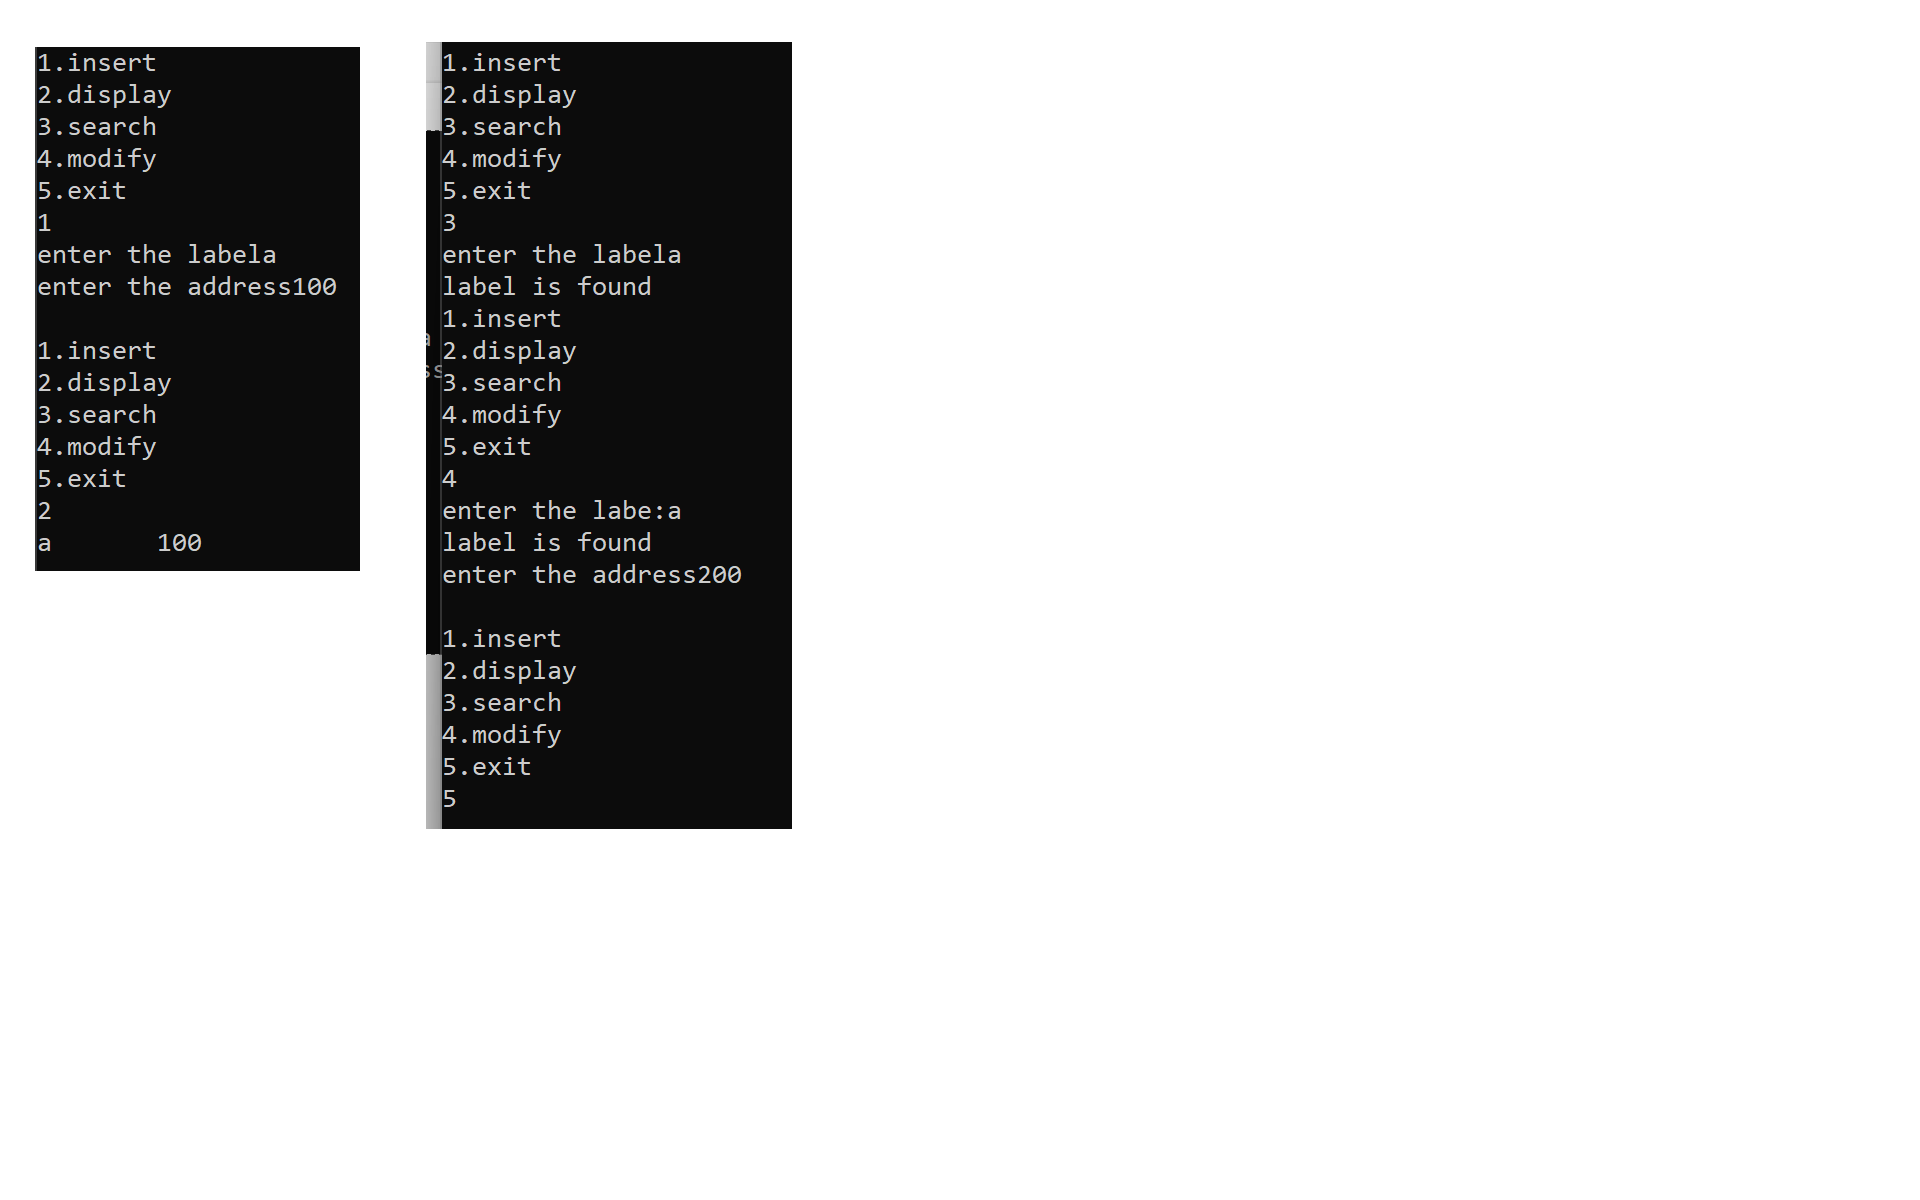 1.insert
2.display
3.search
4.modify
5.exit
1
enter the labela
enter the address100
1.insert
2.display
3.search
4.modify
5.exit
2
a 100
1.insert
2.display
3.search
4.modify
5.exit
3
enter the labela
label is found
1.insert
2.display
3.search
4.modify
5.exit
4
enter the labe:a
label is found
enter the address200
1.insert
2.display
3.search
4.modify
5.exit
5